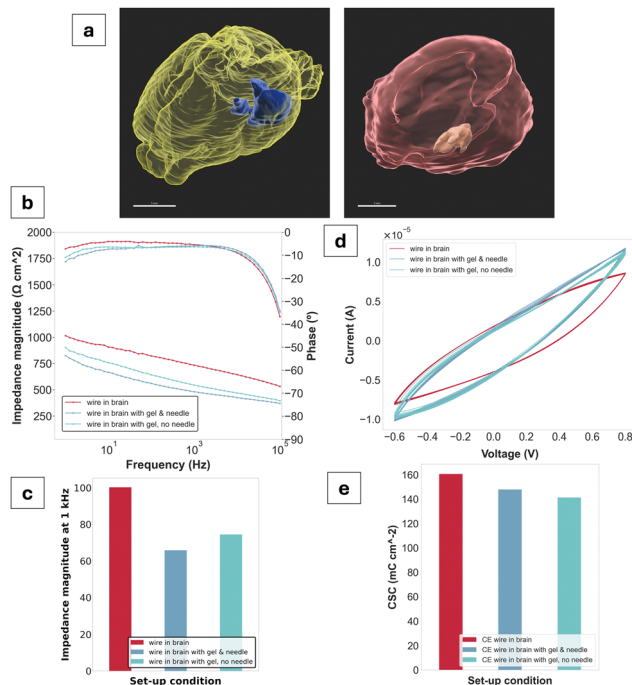 a
b
2000
1750
1500
1250
1000
750
500
250
Impedance magnitude (Ω cm^2)
0
-10
-20
-30
-40
-50
-60
-70
-80
-90
Phase (º)
wire in brain
wire in brain with gel & needle
wire in brain with gel, no needle
10¹
10³
10⁵
Frequency (Hz)
d
×10⁻⁵
wire in brain
wire in brain with gel & needle
wire in brain with gel, no needle
1.0
0.5
0.0
−0.5
−1.0
Current (A)
−0.6 −0.4 −0.2 0.0 0.2 0.4 0.6 0.8
Voltage (V)
c
100
80
60
40
20
0
Impedance magnitude at 1 kHz
wire in brain
wire in brain with gel & needle
wire in brain with gel, no needle
Set-up condition
e
160
140
120
100
80
60
40
20
0
CSC (mC cm^-2)
CE wire in brain
CE wire in brain with gel & needle
CE wire in brain with gel, no needle
Set-up condition